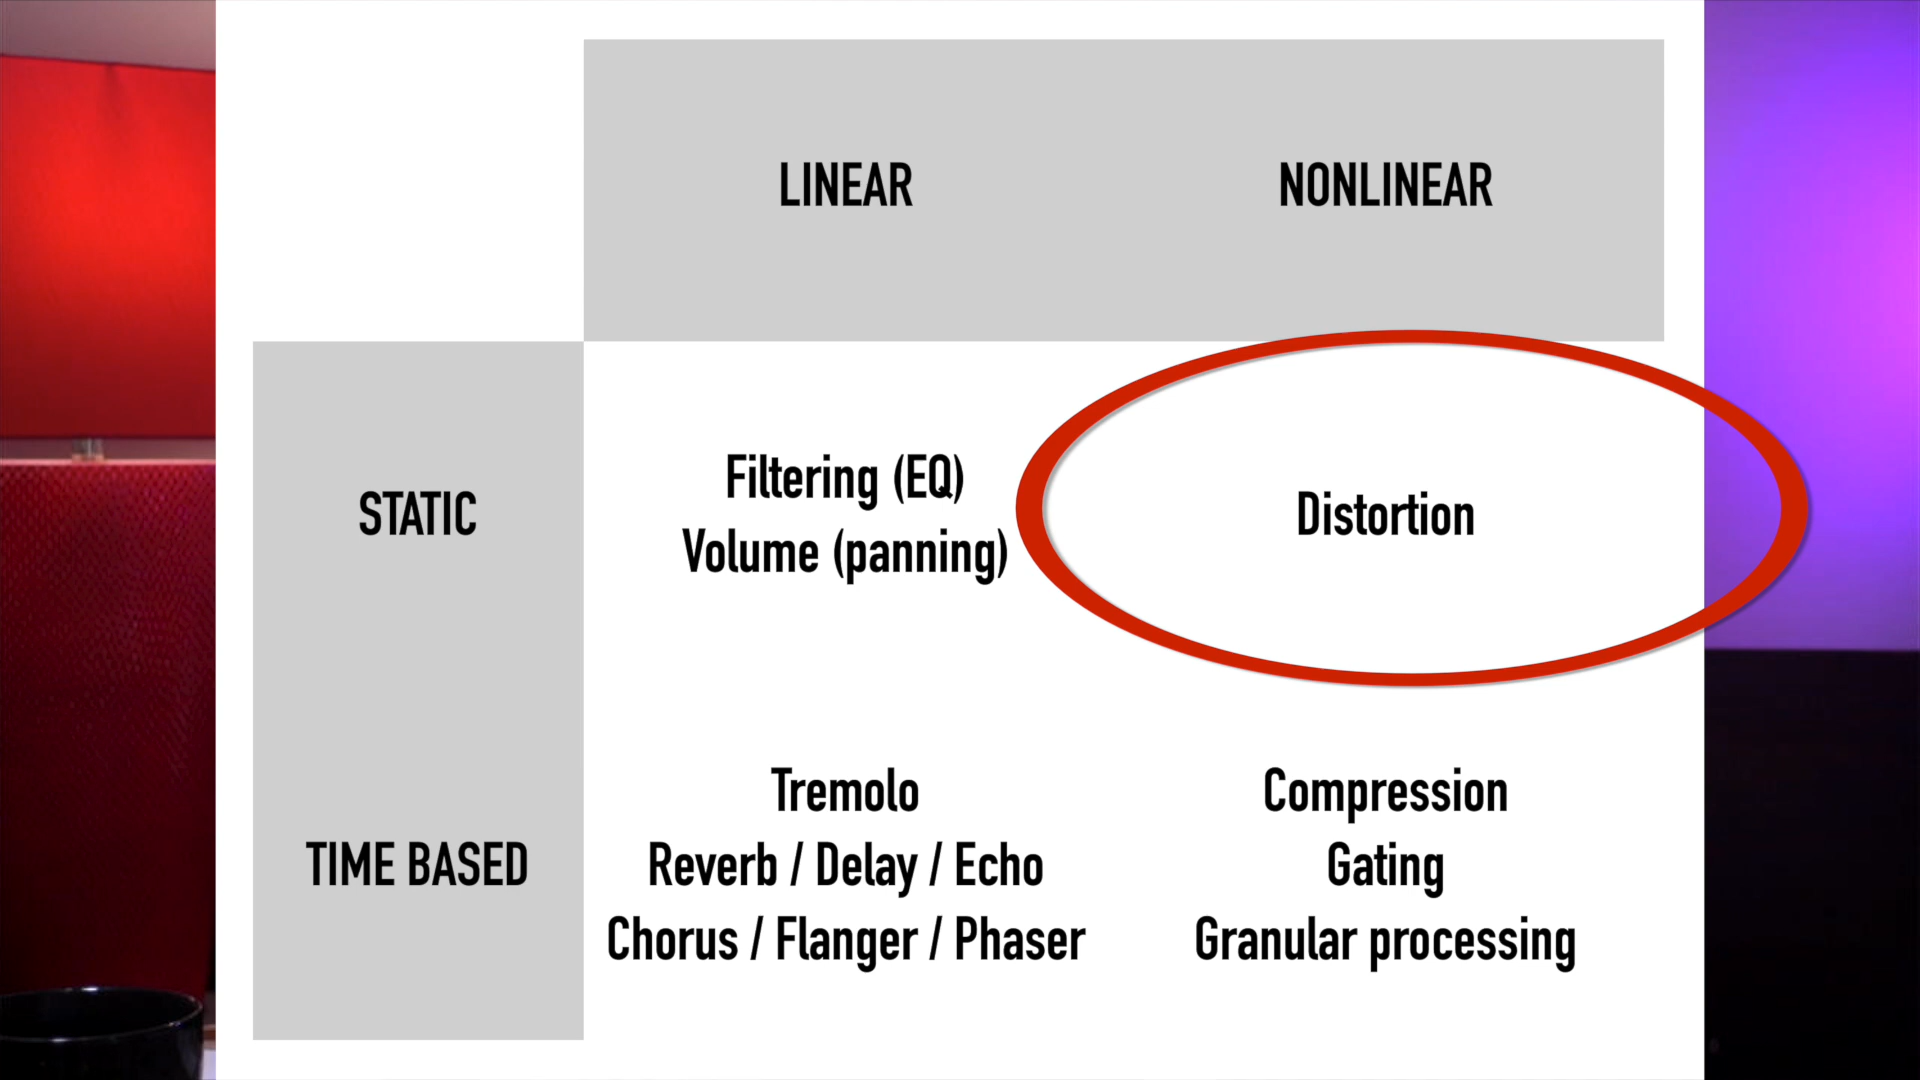 LINEAR
NONLINEAR
STATIC
Filtering (EQ)
Volume (panning)
Distortion
TIME BASED
Tremolo
Reverb / Delay / Echo
Chorus / Flanger / Phaser
Compression
Gating
Granular processing